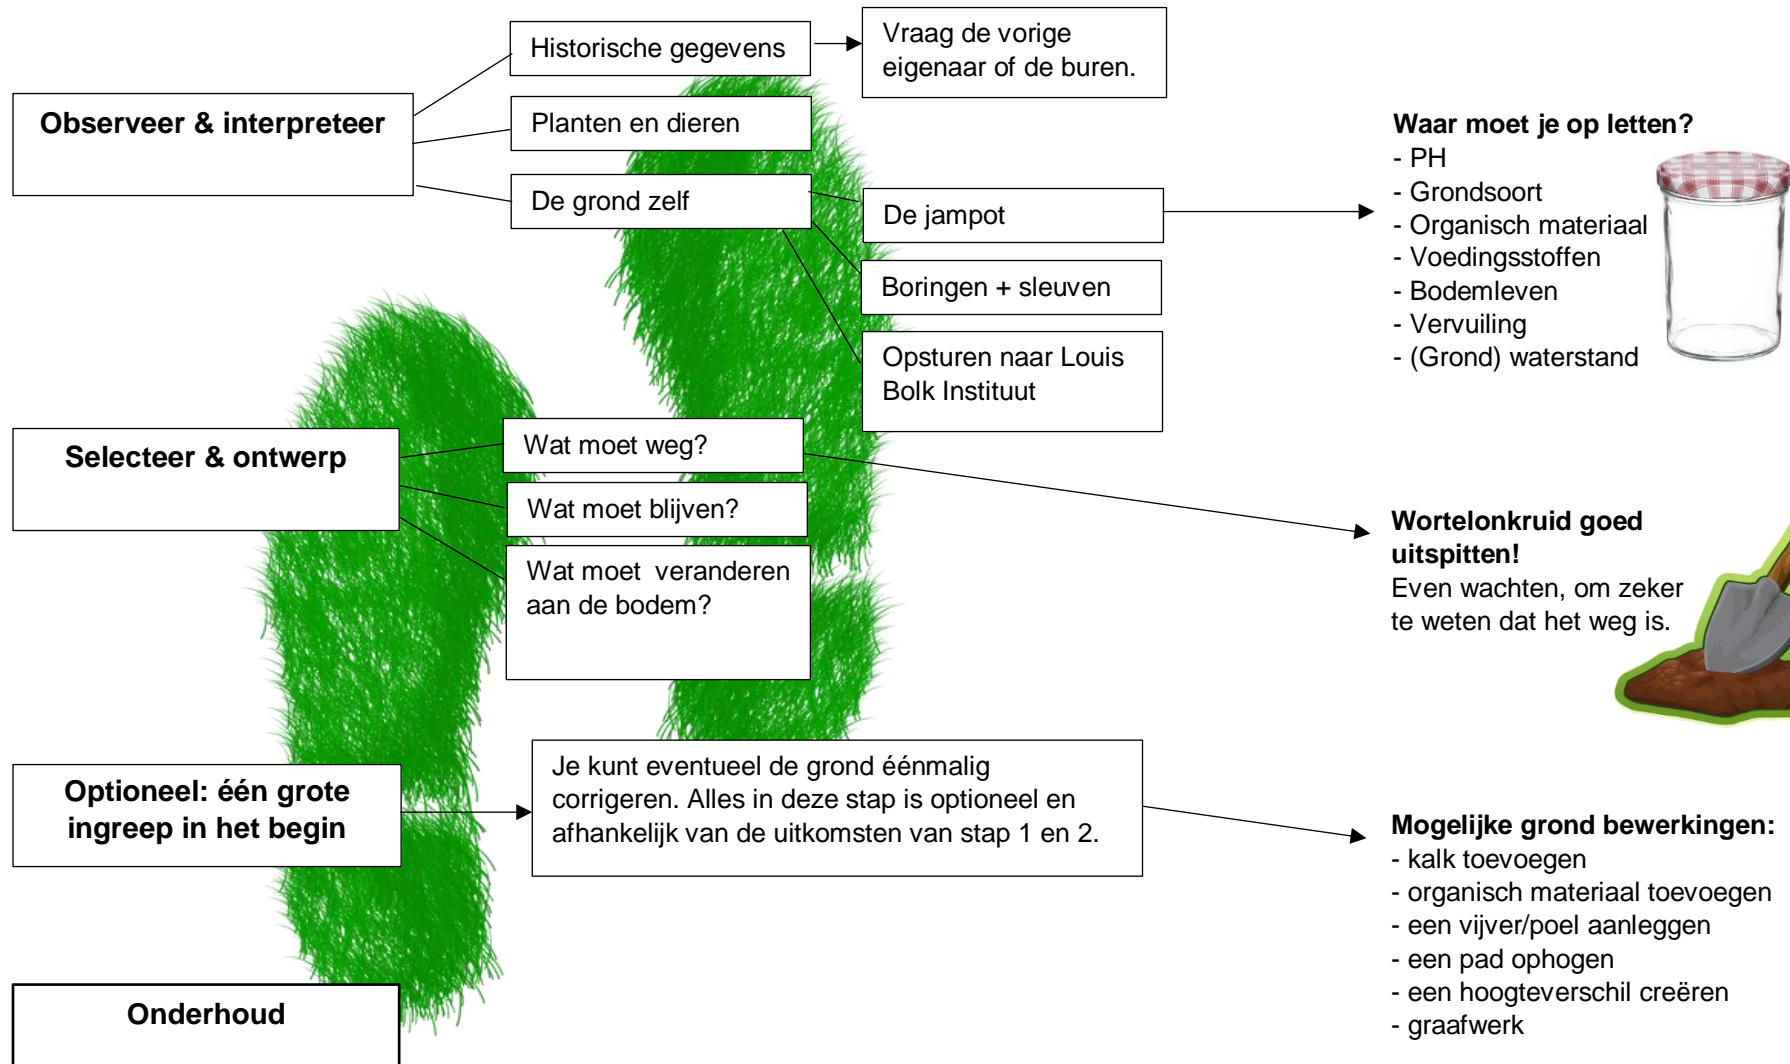 Observeer & interpreteer
Historische gegevens
Vraag de vorige
eigenaar of de buren.
Planten en dieren
De grond zelf
De jampot
Boringen + sleuven
Opsturen naar Louis
Bolk Instituut
Waar moet je op letten?
- PH
- Grondsoort
- Organisch materiaal
- Voedingsstoffen
- Bodemleven
- Vervuiling
- (Grond) waterstand
Selecteer & ontwerp
Wat moet weg?
Wat moet blijven?
Wat moet veranderen
aan de bodem?
Wortelonkruid goed
uitspitten!
Even wachten, om zeker
te weten dat het weg is.
Optioneel: één grote
ingreep in het begin
Je kunt eventueel de grond éénmalig
corrigeren. Alles in deze stap is optioneel en
afhankelijk van de uitkomsten van stap 1 en 2.
Mogelijke grond bewerkingen:
- kalk toevoegen
- organisch materiaal toevoegen
- een vijver/poel aanleggen
- een pad ophogen
- een hoogteverschil creëren
- graafwerk
Onderhoud